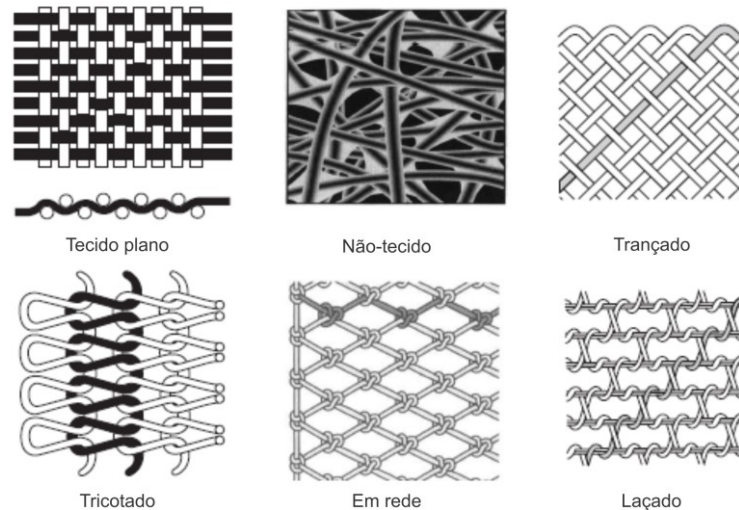 Tecido plano
Não-tecido
Trançado
Tricotado
Em rede
Laçado